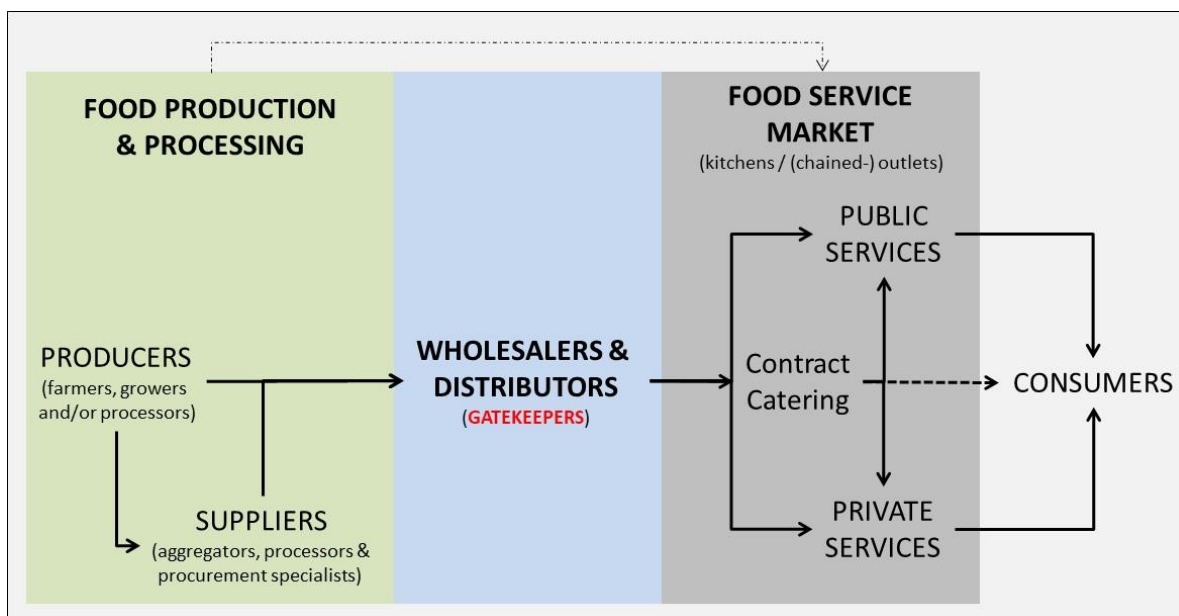 FOOD PRODUCTION
& PROCESSING
FOOD SERVICE
MARKET
(kitchens / (chained-) outlets)
PUBLIC
SERVICES
PRODUCERS
(farmers, growers
and/or processors)
WHOLESALERS &
DISTRIBUTORS
(GATEKEEPERS)
Contract
Catering
CONSUMERS
SUPPLIERS
(aggregators, processors &
procurement specialists)
PRIVATE
SERVICES